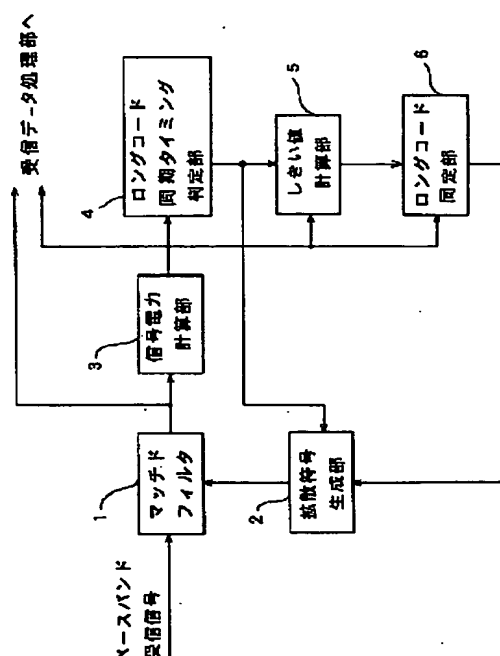 ベースバンド
受信信号
1
マッチド
フィルタ
2
拡散符号
生成部
3
信号電力
計算部
4
ロングコード
同期タイミング
判定部
5
しきい値
計算部
6
ロングコード
同定部
受信データ処理部へ